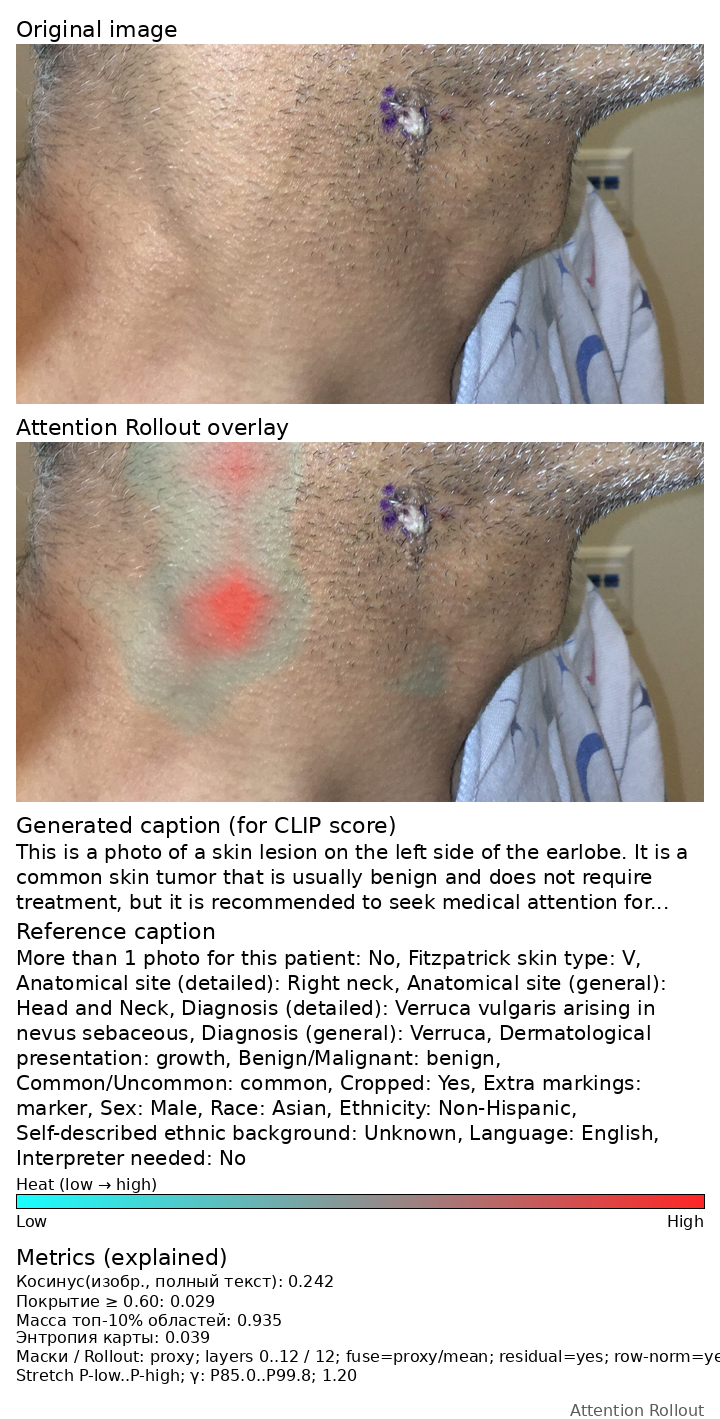 Original image
Attention Rollout overlay
Generated caption (for CLIP score)
This is a photo of a skin lesion on the left side of the earlobe. It is a
common skin tumor that is usually benign and does not require
treatment, but it is recommended to seek medical attention for...
Reference caption
More than 1 photo for this patient: No, Fitzpatrick skin type: V,
Anatomical site (detailed): Right neck, Anatomical site (general):
Head and Neck, Diagnosis (detailed): Verruca vulgaris arising in
nevus sebaceous, Diagnosis (general): Verruca, Dermatological
presentation: growth, Benign/Malignant: benign,
Common/Uncommon: common, Cropped: Yes, Extra markings:
marker, Sex: Male, Race: Asian, Ethnicity: Non-Hispanic,
Self-described ethnic background: Unknown, Language: English,
Interpreter needed: No
Heat (low → high)
Low High
Metrics (explained)
Косинус(изобр., полный текст): 0.242
Покрытие ≥ 0.60: 0.029
Масса топ-10% областей: 0.935
Энтропия карты: 0.039
Маски / Rollout: proxy; layers 0..12 / 12; fuse=proxy/mean; residual=yes; row-norm=ye
Stretch P-low..P-high; γ: P85.0..P99.8; 1.20
Attention Rollout